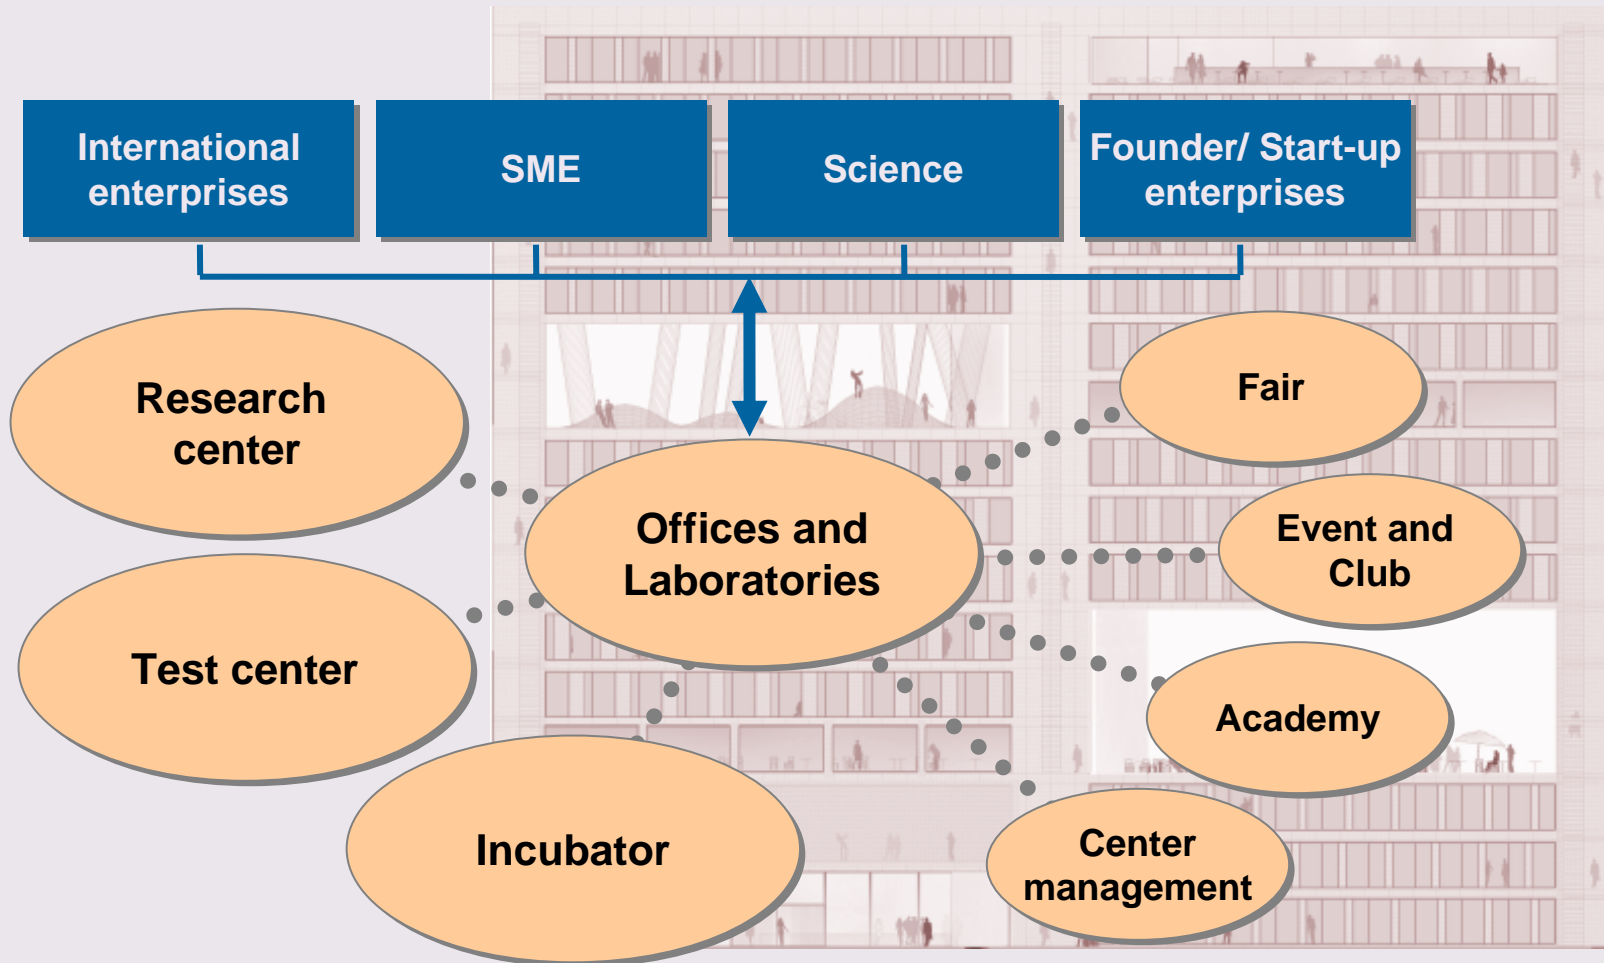 International
enterprises
SME
Science
Founder/ Start-up
enterprises
Research
center
Fair
Offices and
Laboratories
Event and
Club
Test center
Academy
Incubator
Center
management